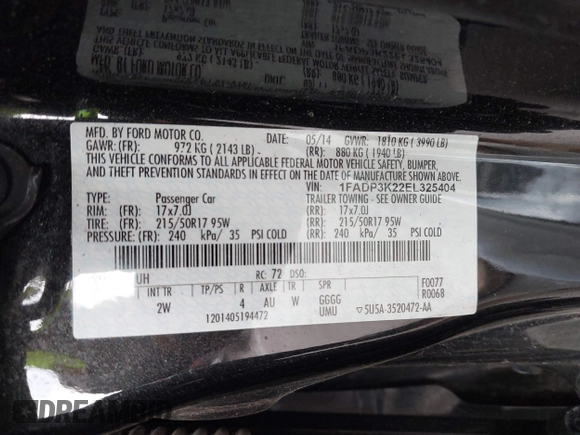 MFD. BY FORD MOTOR CO. DATE: 05/14 GVWR: 1810 KG ( 3990 LB)
GAWR: (FR): 972 KG ( 2143 LB) (RR): 880 KG ( 1940 LB)
THIS VEHICLE CONFORMS TO ALL APPLICABLE FEDERAL MOTOR VEHICLE SAFETY, BUMPER,
AND THEFT PREVENTION STANDARDS IN EFFECT ON THE DATE OF MANUFACTURE SHOWN ABOVE.
VIN: 1FADP3K22EL325404
TYPE: Passenger Car TRAILER TOWING - SEE OWNER GUIDE
RIM: (FR): 17x7.0J (RR): 17x7.0J
TIRE: (FR): 215/50R17 95W (RR): 215/50R17 95W
PRESSURE: (FR): 240 kPa/ 35 PSI COLD (RR): 240 kPa/ 35 PSI COLD
UH RC: 72 DSO:
INT TR TP/PS R AXLE TR SPR F0077
2W 4 AU W GGGG R0068
UMU 5U5A-3520472-AA
1201405194472
DREAMBID